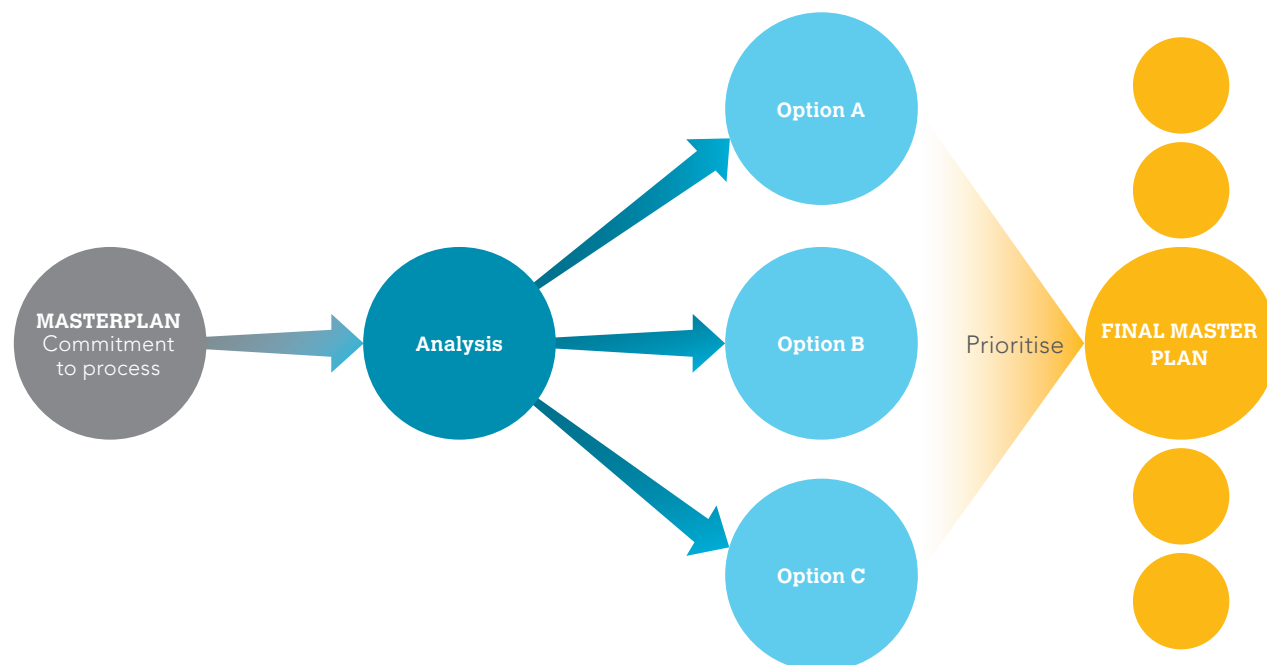 MASTERPLAN
Commitment
to process
Analysis
Option A
Option B
Option C
Prioritise
FINAL MASTER
PLAN